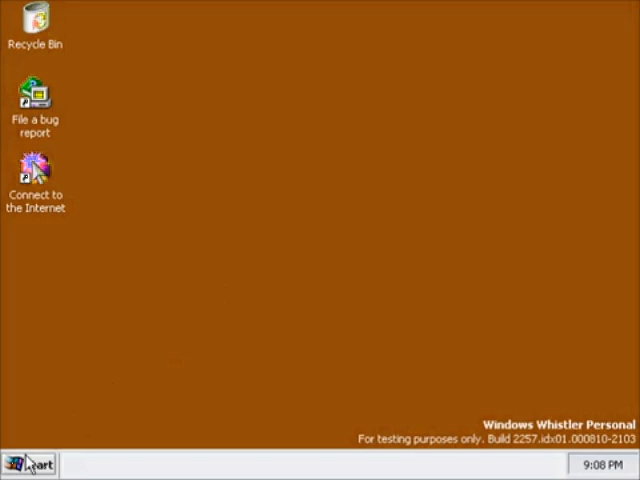 Recycle Bin
File a bug
report
Connect to
the Internet
Windows Whistler Personal
For testing purposes only. Build 2257.idx01.000810-2103
9:08 PM